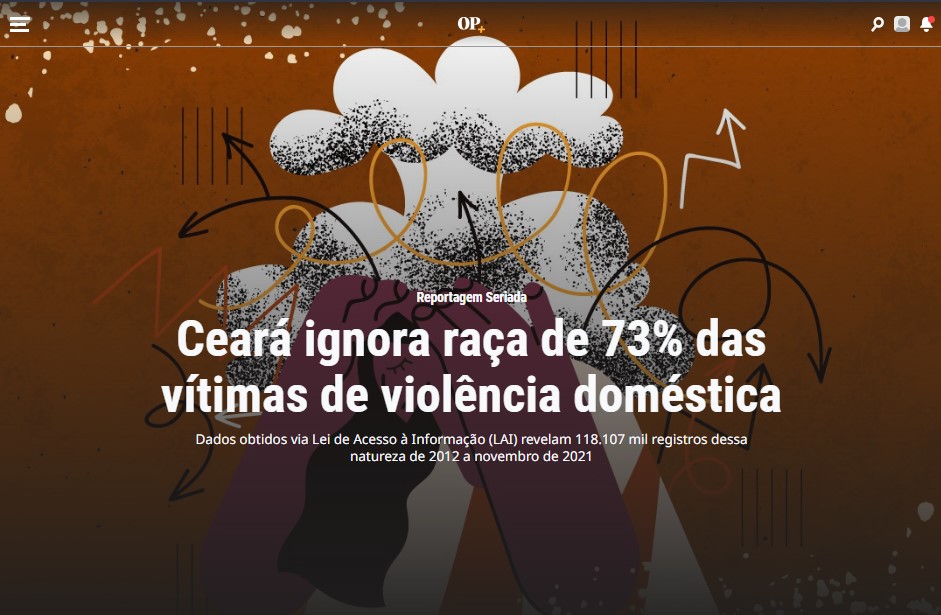 OP+
Reportagem Seriada
Ceará ignora raça de 73% das
vítimas de violência doméstica
Dados obtidos via Lei de Acesso à Informação (LAI) revelam 118.107 mil registros dessa
natureza de 2012 a novembro de 2021